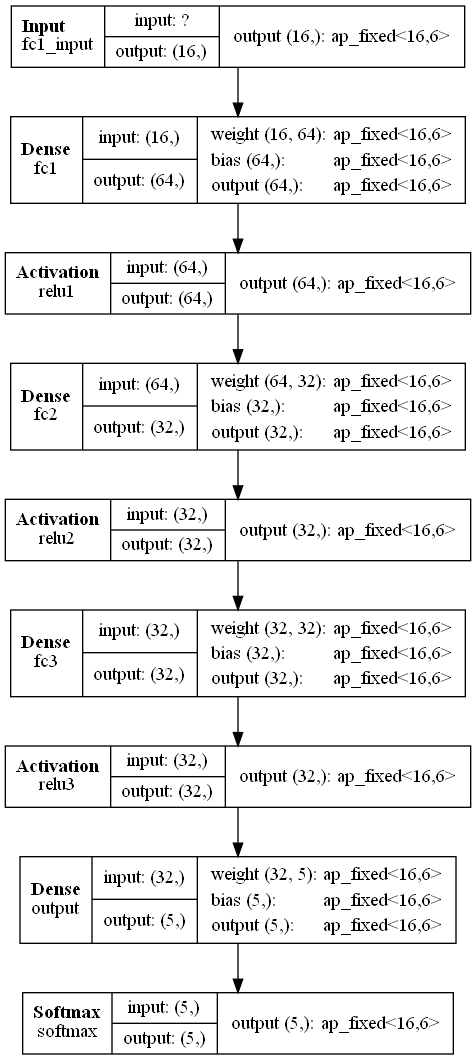 Input
fc1_input
input: ?
output: (16,)
output (16,): ap_fixed<16,6>
Dense
fc1
input: (16,)
output: (64,)
weight (16, 64): ap_fixed<16,6>
bias (64,): ap_fixed<16,6>
output (64,): ap_fixed<16,6>
Activation
relu1
input: (64,)
output: (64,)
output (64,): ap_fixed<16,6>
Dense
fc2
input: (64,)
output: (32,)
weight (64, 32): ap_fixed<16,6>
bias (32,): ap_fixed<16,6>
output (32,): ap_fixed<16,6>
Activation
relu2
input: (32,)
output: (32,)
output (32,): ap_fixed<16,6>
Dense
fc3
input: (32,)
output: (32,)
weight (32, 32): ap_fixed<16,6>
bias (32,): ap_fixed<16,6>
output (32,): ap_fixed<16,6>
Activation
relu3
input: (32,)
output: (32,)
output (32,): ap_fixed<16,6>
Dense
output
input: (32,)
output: (5,)
weight (32, 5): ap_fixed<16,6>
bias (5,): ap_fixed<16,6>
output (5,): ap_fixed<16,6>
Softmax
softmax
input: (5,)
output: (5,)
output (5,): ap_fixed<16,6>